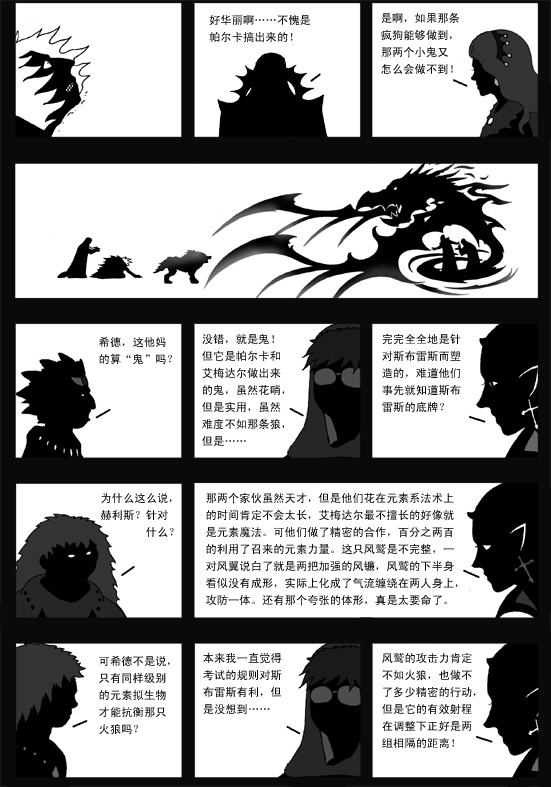 好华丽啊……不愧是
帕尔卡搞出来的！
是啊，如果那条
疯狗能够做到，
那两个小鬼又
怎么会做不到！
希德，这他妈
的算“鬼”吗？
没错，就是鬼！
但它是帕尔卡和
艾梅达尔做出来
的鬼，虽然花哨，
但是实用，虽然
难度不如那条狼，
但是……
完完全全地是针
对斯布雷斯而塑
造的，难道他们
事先就知道斯布
雷斯的底牌？
为什么这么说，
赫利斯？针对
什么？
那两个家伙虽然天才，但是他们花在元素系法术上
的时间肯定不会太长，艾梅达尔最不擅长的好像就
是元素魔法。可他们做了精密的合作，百分之两百
的利用了召来的元素力量。这只风鹫是不完整，一
对风翼说白了就是两把加强的风镰，风鹫的下半身
看似没有成形，实际上化成了气流缠绕在两人身上，
攻防一体。还有那个夸张的体形，真是太要命了。
可希德不是说，
只有同样级别
的元素拟生物
才能抗衡那只
火狼吗？
本来我一直觉得
考试的规则对斯
布雷斯有利，但
是没想到……
风鹫的攻击力肯定
不如火狼，也做不
了多少精密的行动，
但是它的有效射程
在调整下正好是两
组相隔的距离！